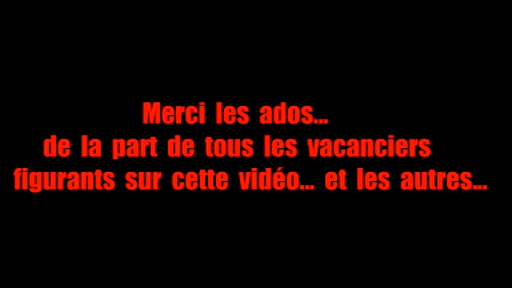 Merci les ados...
de la part de tous les vacanciers
figurants sur cette vidéo... et les autres...